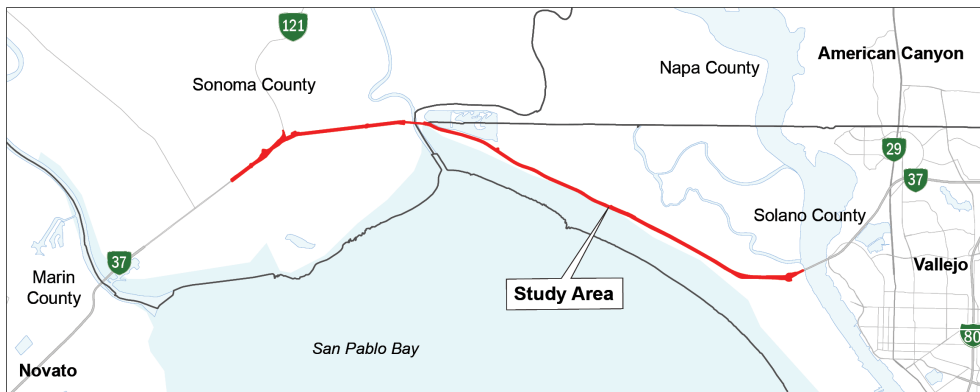 121
Sonoma County
Napa County
American Canyon
29
37
Solano County
37
Marin
County
Vallejo
Study Area
80
San Pablo Bay
Novato